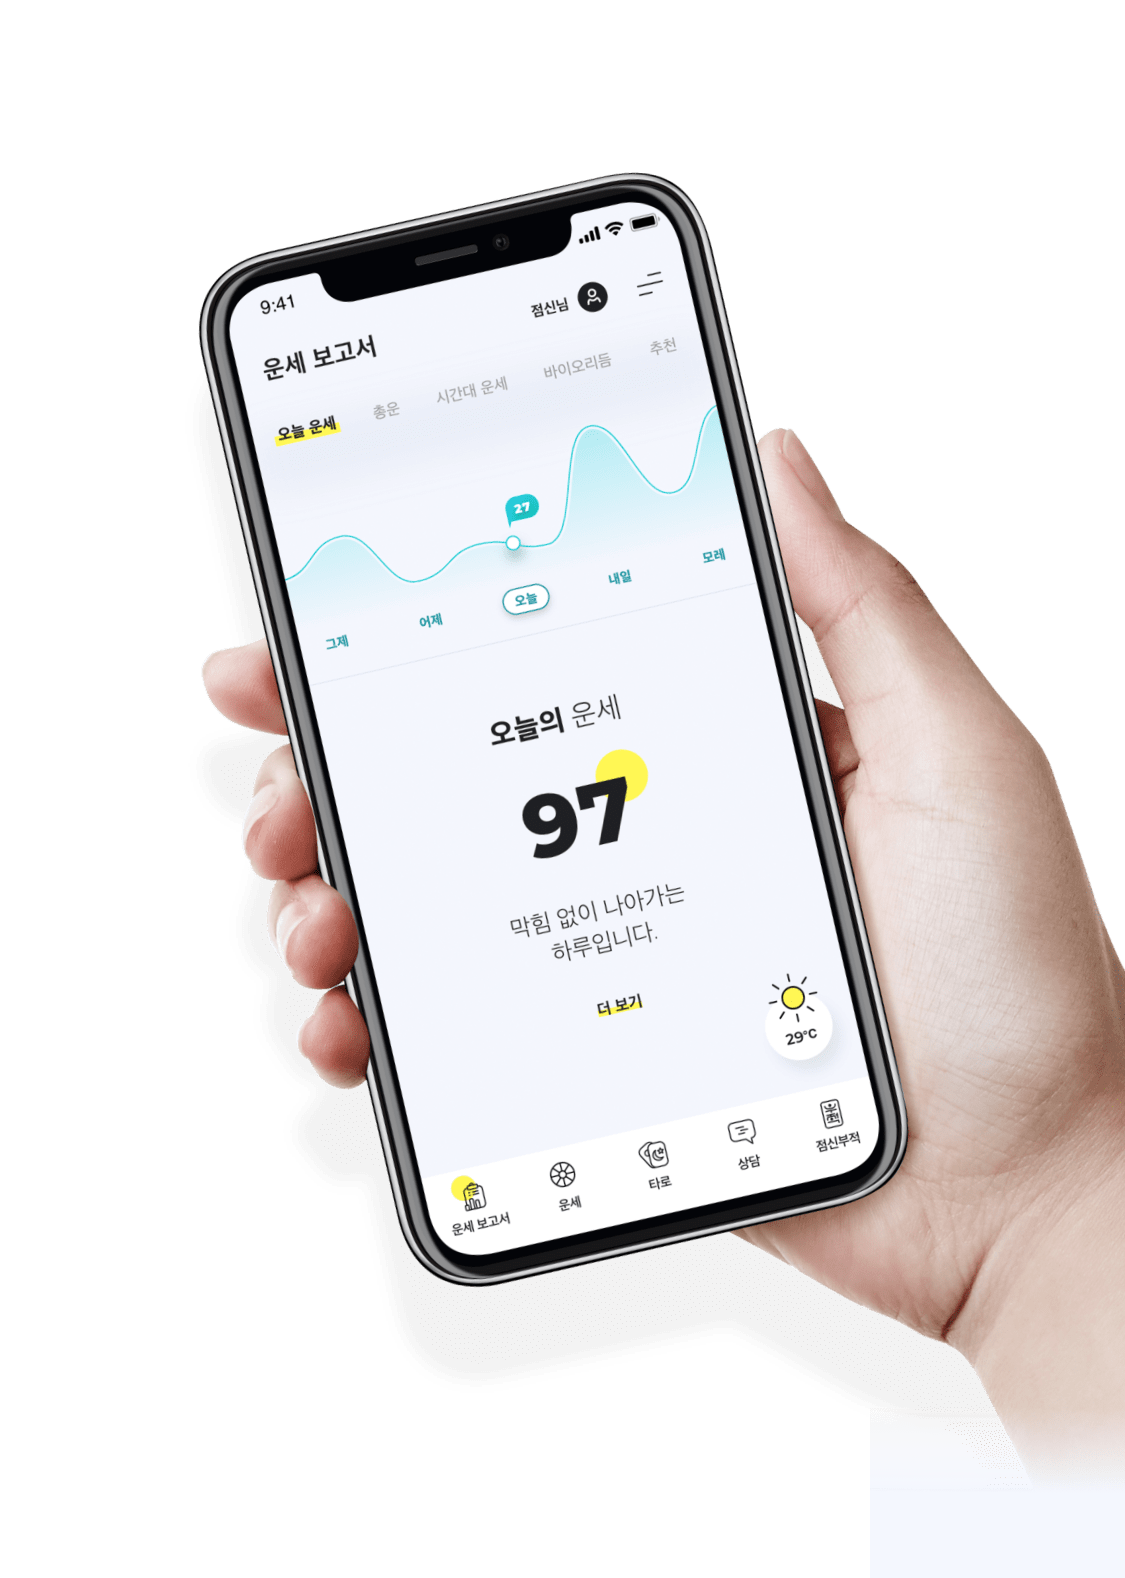 9:41
점신님
운세 보고서
오늘 운세
총운
시간대 운세
바이오리듬
추천
27
그제
어제
오늘
내일
모레
오늘의 운세
97
막힘 없이 나아가는
하루입니다.
더 보기
29°C
운세 보고서
운세
타로
상담
점신부적